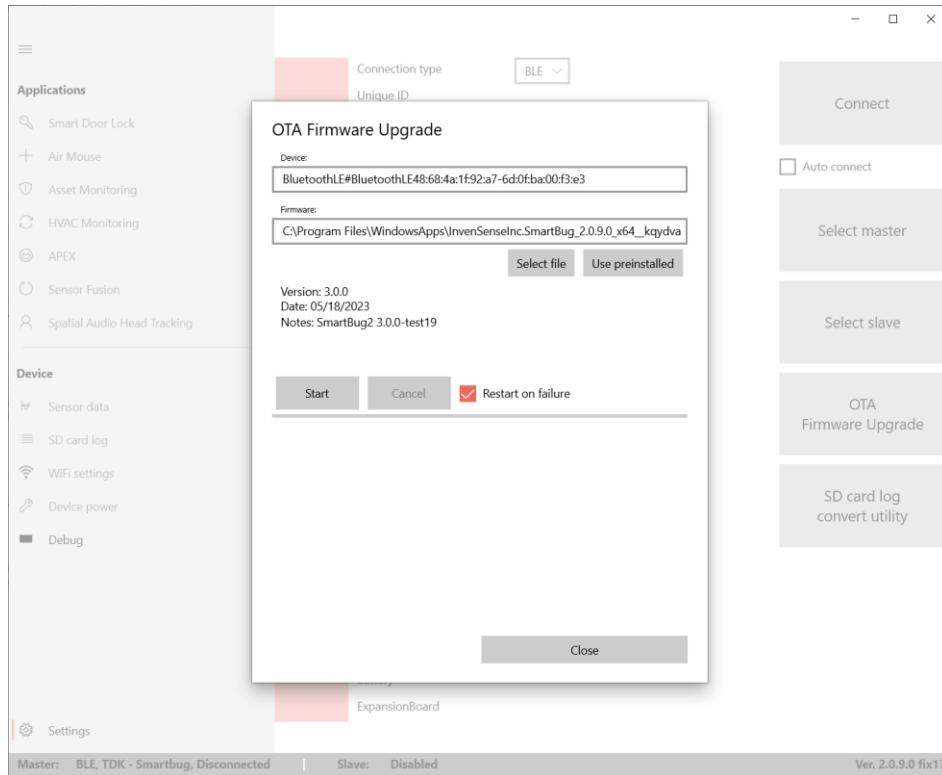 Applications
Smart Door Lock
Air Mouse
Asset Monitoring
HVAC Monitoring
APEX
Sensor Fusion
Spatial Audio Head Tracking
Device
Sensor data
SD card log
WiFi settings
Device power
Debug
Settings
Connection type
BLE
Unique ID
OTA Firmware Upgrade
Device:
BluetoothLE#BluetoothLE48:68:4a:1f:92:a7-6d:0f:ba:00:f3:e3
Firmware:
C:\Program Files\WindowsApps\InvenSenseInc.SmartBug_2.0.9.0_x64__kqydva
Select file
Use preinstalled
Version: 3.0.0
Date: 05/18/2023
Notes: SmartBug2 3.0.0-test19
Start
Cancel
Restart on failure
Close
ExpansionBoard
Connect
Auto connect
Select master
Select slave
OTA
Firmware Upgrade
SD card log
convert utility
Master: BLE, TDK - Smartbug, Disconnected
Slave: Disabled
Ver. 2.0.9.0